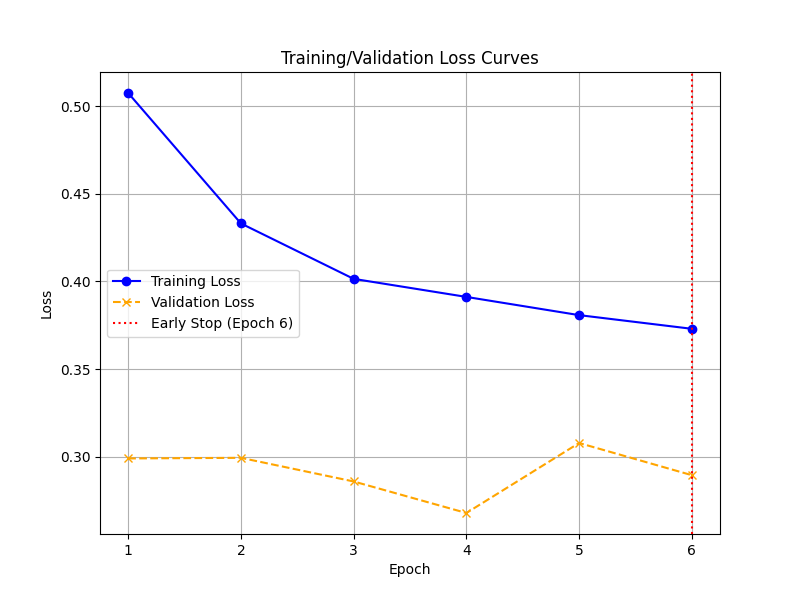 Training/Validation Loss Curves
Loss
0.50
0.45
0.40
0.35
0.30
Training Loss
Validation Loss
Early Stop (Epoch 6)
1 2 3 4 5 6
Epoch